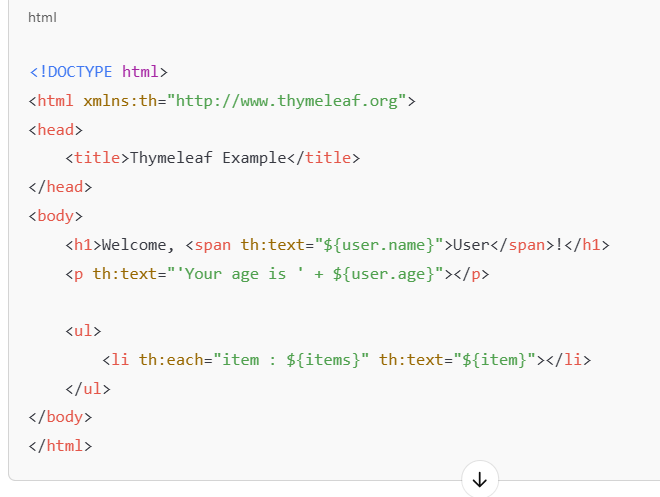 html
<!DOCTYPE html>
<html xmlns:th="http://www.thymeleaf.org">
<head>
    <title>Thymeleaf Example</title>
</head>
<body>
    <h1>Welcome, <span th:text="${user.name}">User</span>!</h1>
    <p th:text="'Your age is ' + ${user.age}"></p>
    <ul>
        <li th:each="item : ${items}" th:text="${item}"></li>
    </ul>
</body>
</html>